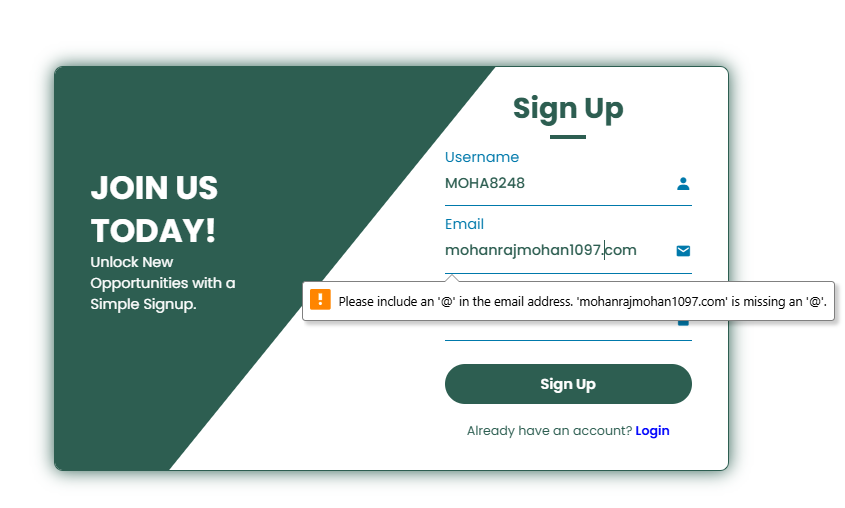 Sign Up
Username
MOHA8248
JOIN US
TODAY!
Email
mohanrajmohan1097.com
Unlock New
Opportunities with a
Simple Signup.
Please include an '@' in the email address. 'mohanrajmohan1097.com' is missing an '@'.
Sign Up
Already have an account? Login